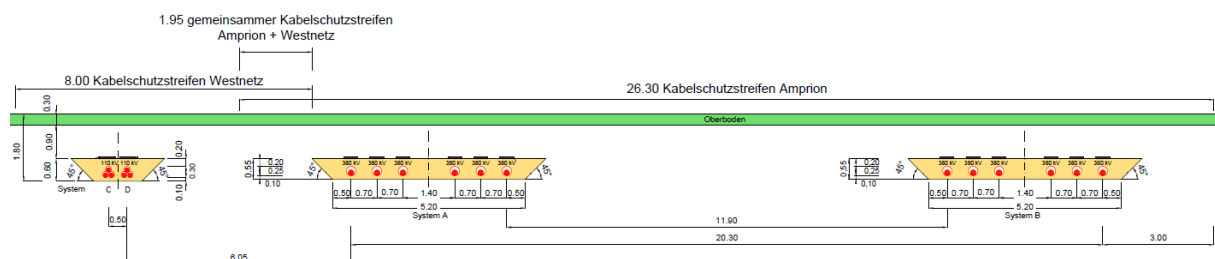 1.95 gemeinsammer Kabelschutzstreifen
Amprion + Westnetz
8.00 Kabelschutzstreifen Westnetz
26.30 Kabelschutzstreifen Amprion
0.30
Oberboden
1.80
0.90
0.60
45°
110 kV 110 kV
45°
0.20
0.30
0.10
System C D
0.50
0.55
0.20
0.25
0.10
45°
380 kV 380 kV 380 kV 380 kV 380 kV 380 kV
45°
0.50 0.70 0.70 1.40 0.70 0.70 0.50
5.20
System A
0.55
0.20
0.25
0.10
45°
380 kV 380 kV 380 kV 380 kV 380 kV 380 kV
45°
0.50 0.70 0.70 1.40 0.70 0.70 0.50
5.20
System B
11.90
20.30
3.00
6.05